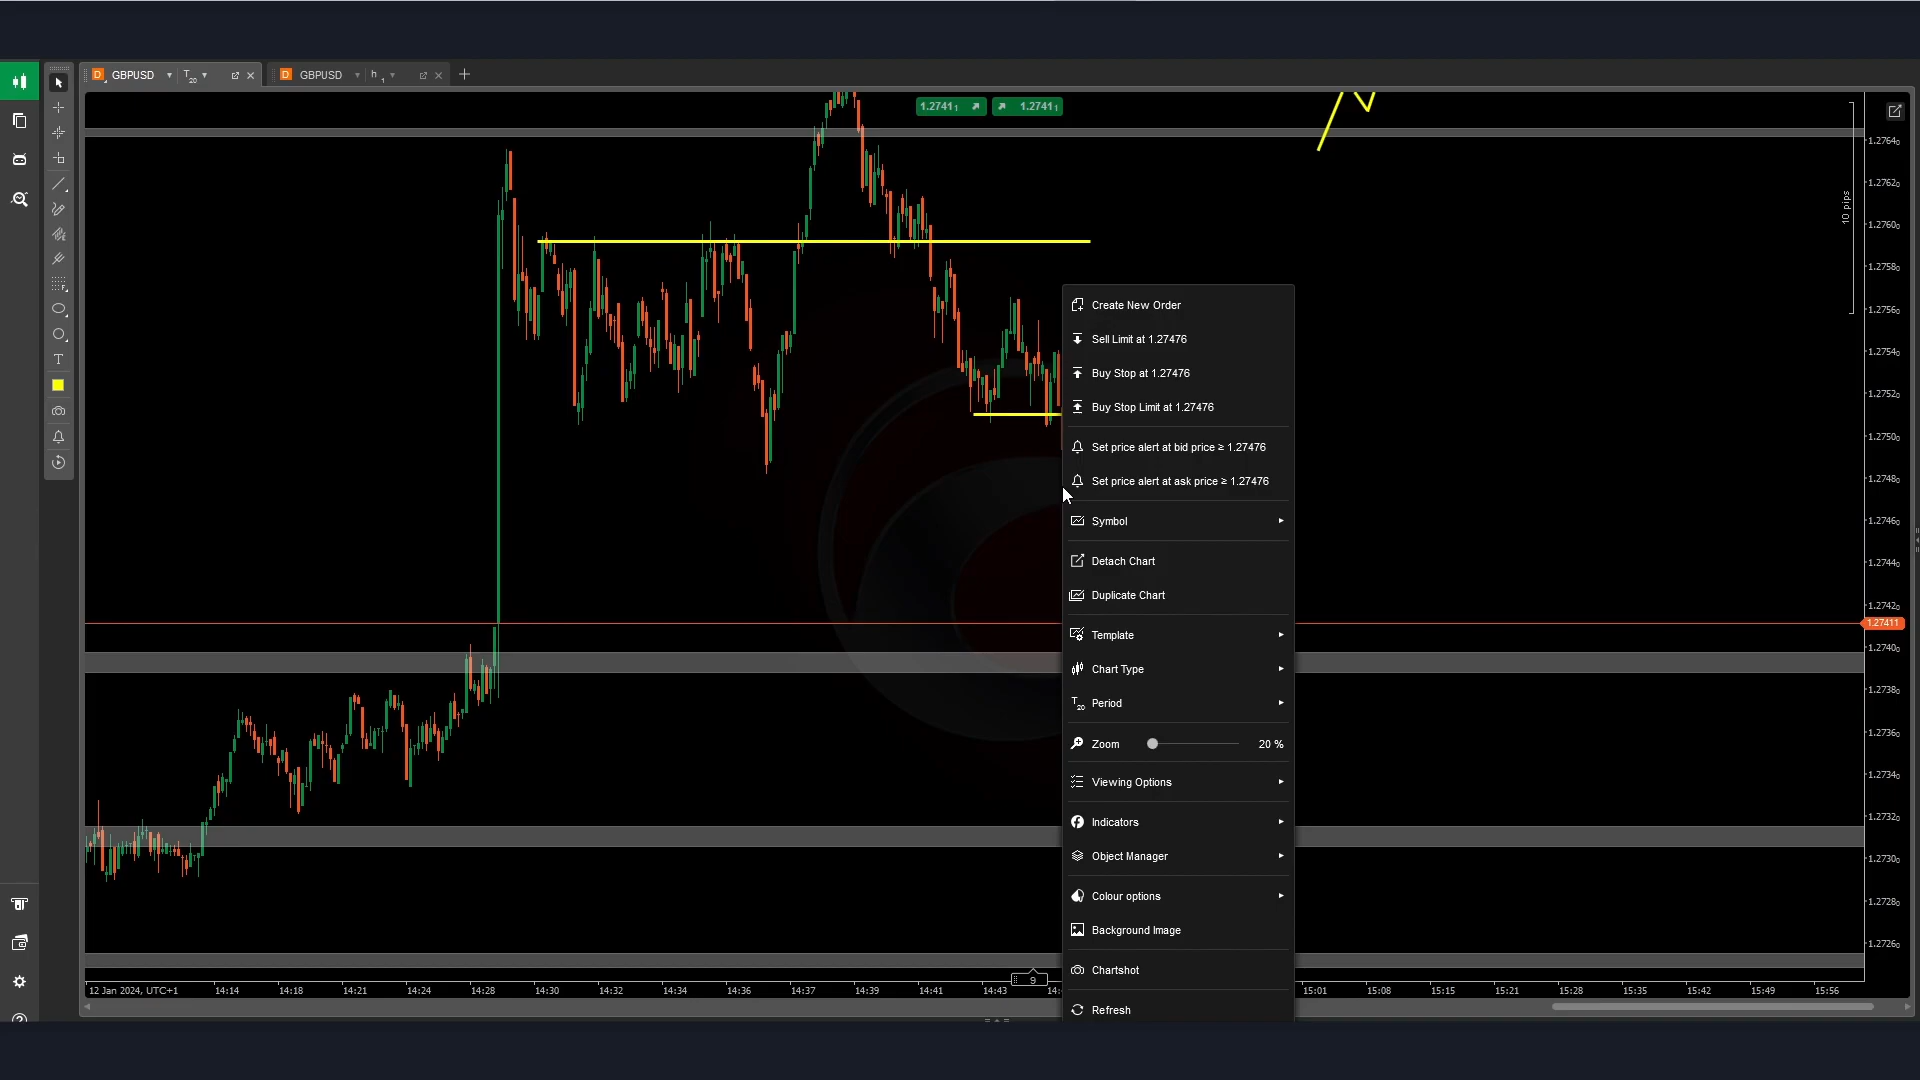 GBPUSD T20 GBPUSD h1
1.27411 1.27411
10 pips
1.27640
1.27620
1.27600
1.27580
1.27560
1.27540
1.27520
1.27500
1.27480
1.27460
1.27440
1.27420
1.27411
1.27400
1.27380
1.27360
1.27340
1.27320
1.27300
1.27280
1.27260
Create New Order
Sell Limit at 1.27476
Buy Stop at 1.27476
Buy Stop Limit at 1.27476
Set price alert at bid price ≥ 1.27476
Set price alert at ask price ≥ 1.27476
Symbol
Detach Chart
Duplicate Chart
Template
Chart Type
T20 Period
Zoom 20 %
Viewing Options
Indicators
Object Manager
Colour options
Background Image
Chartshot
Refresh
9
12 Jan 2024, UTC+1 14:14 14:18 14:21 14:24 14:28 14:30 14:32 14:34 14:36 14:37 14:39 14:41 14:43 15:01 15:08 15:15 15:21 15:28 15:35 15:42 15:49 15:56